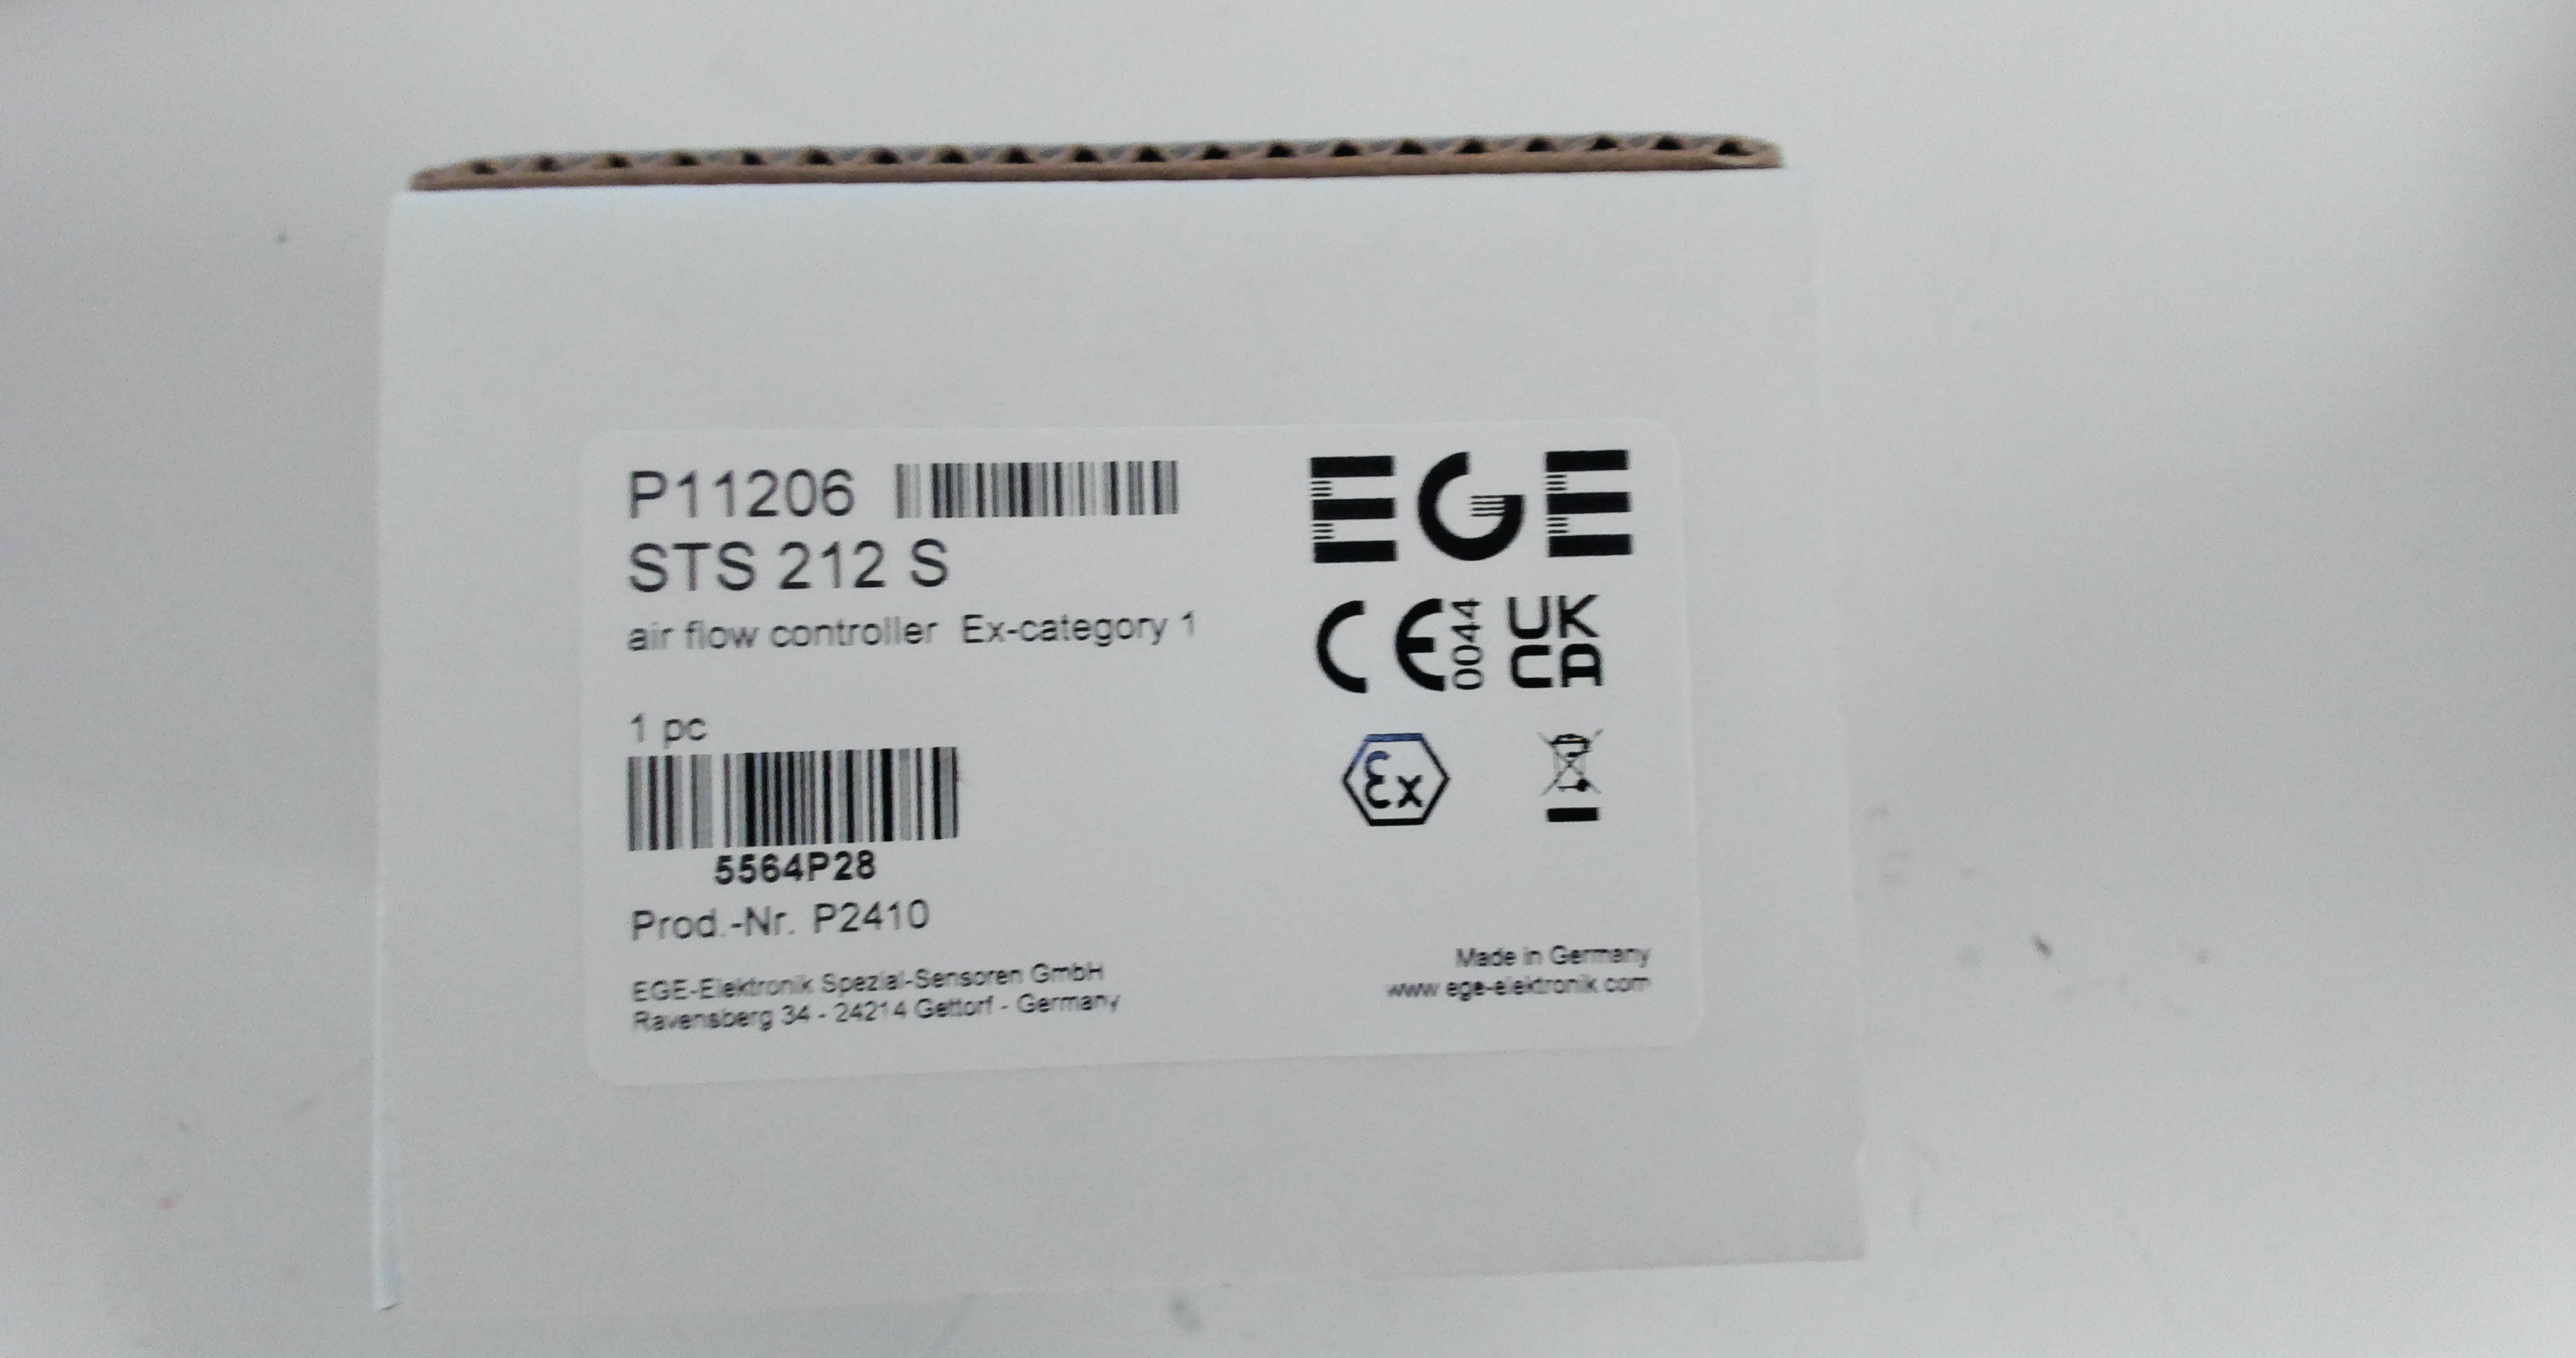 P11206
EGE
STS 212 S
air flow controller Ex-category 1
CE 0044 UK CA
1 pc
Ex
5564P28
Prod.-Nr. P2410
EGE-Elektronik Spezial-Sensoren GmbH
Ravensberg 34 - 24214 Gettorf - Germany
Made in Germany
www.ege-elektronik.com